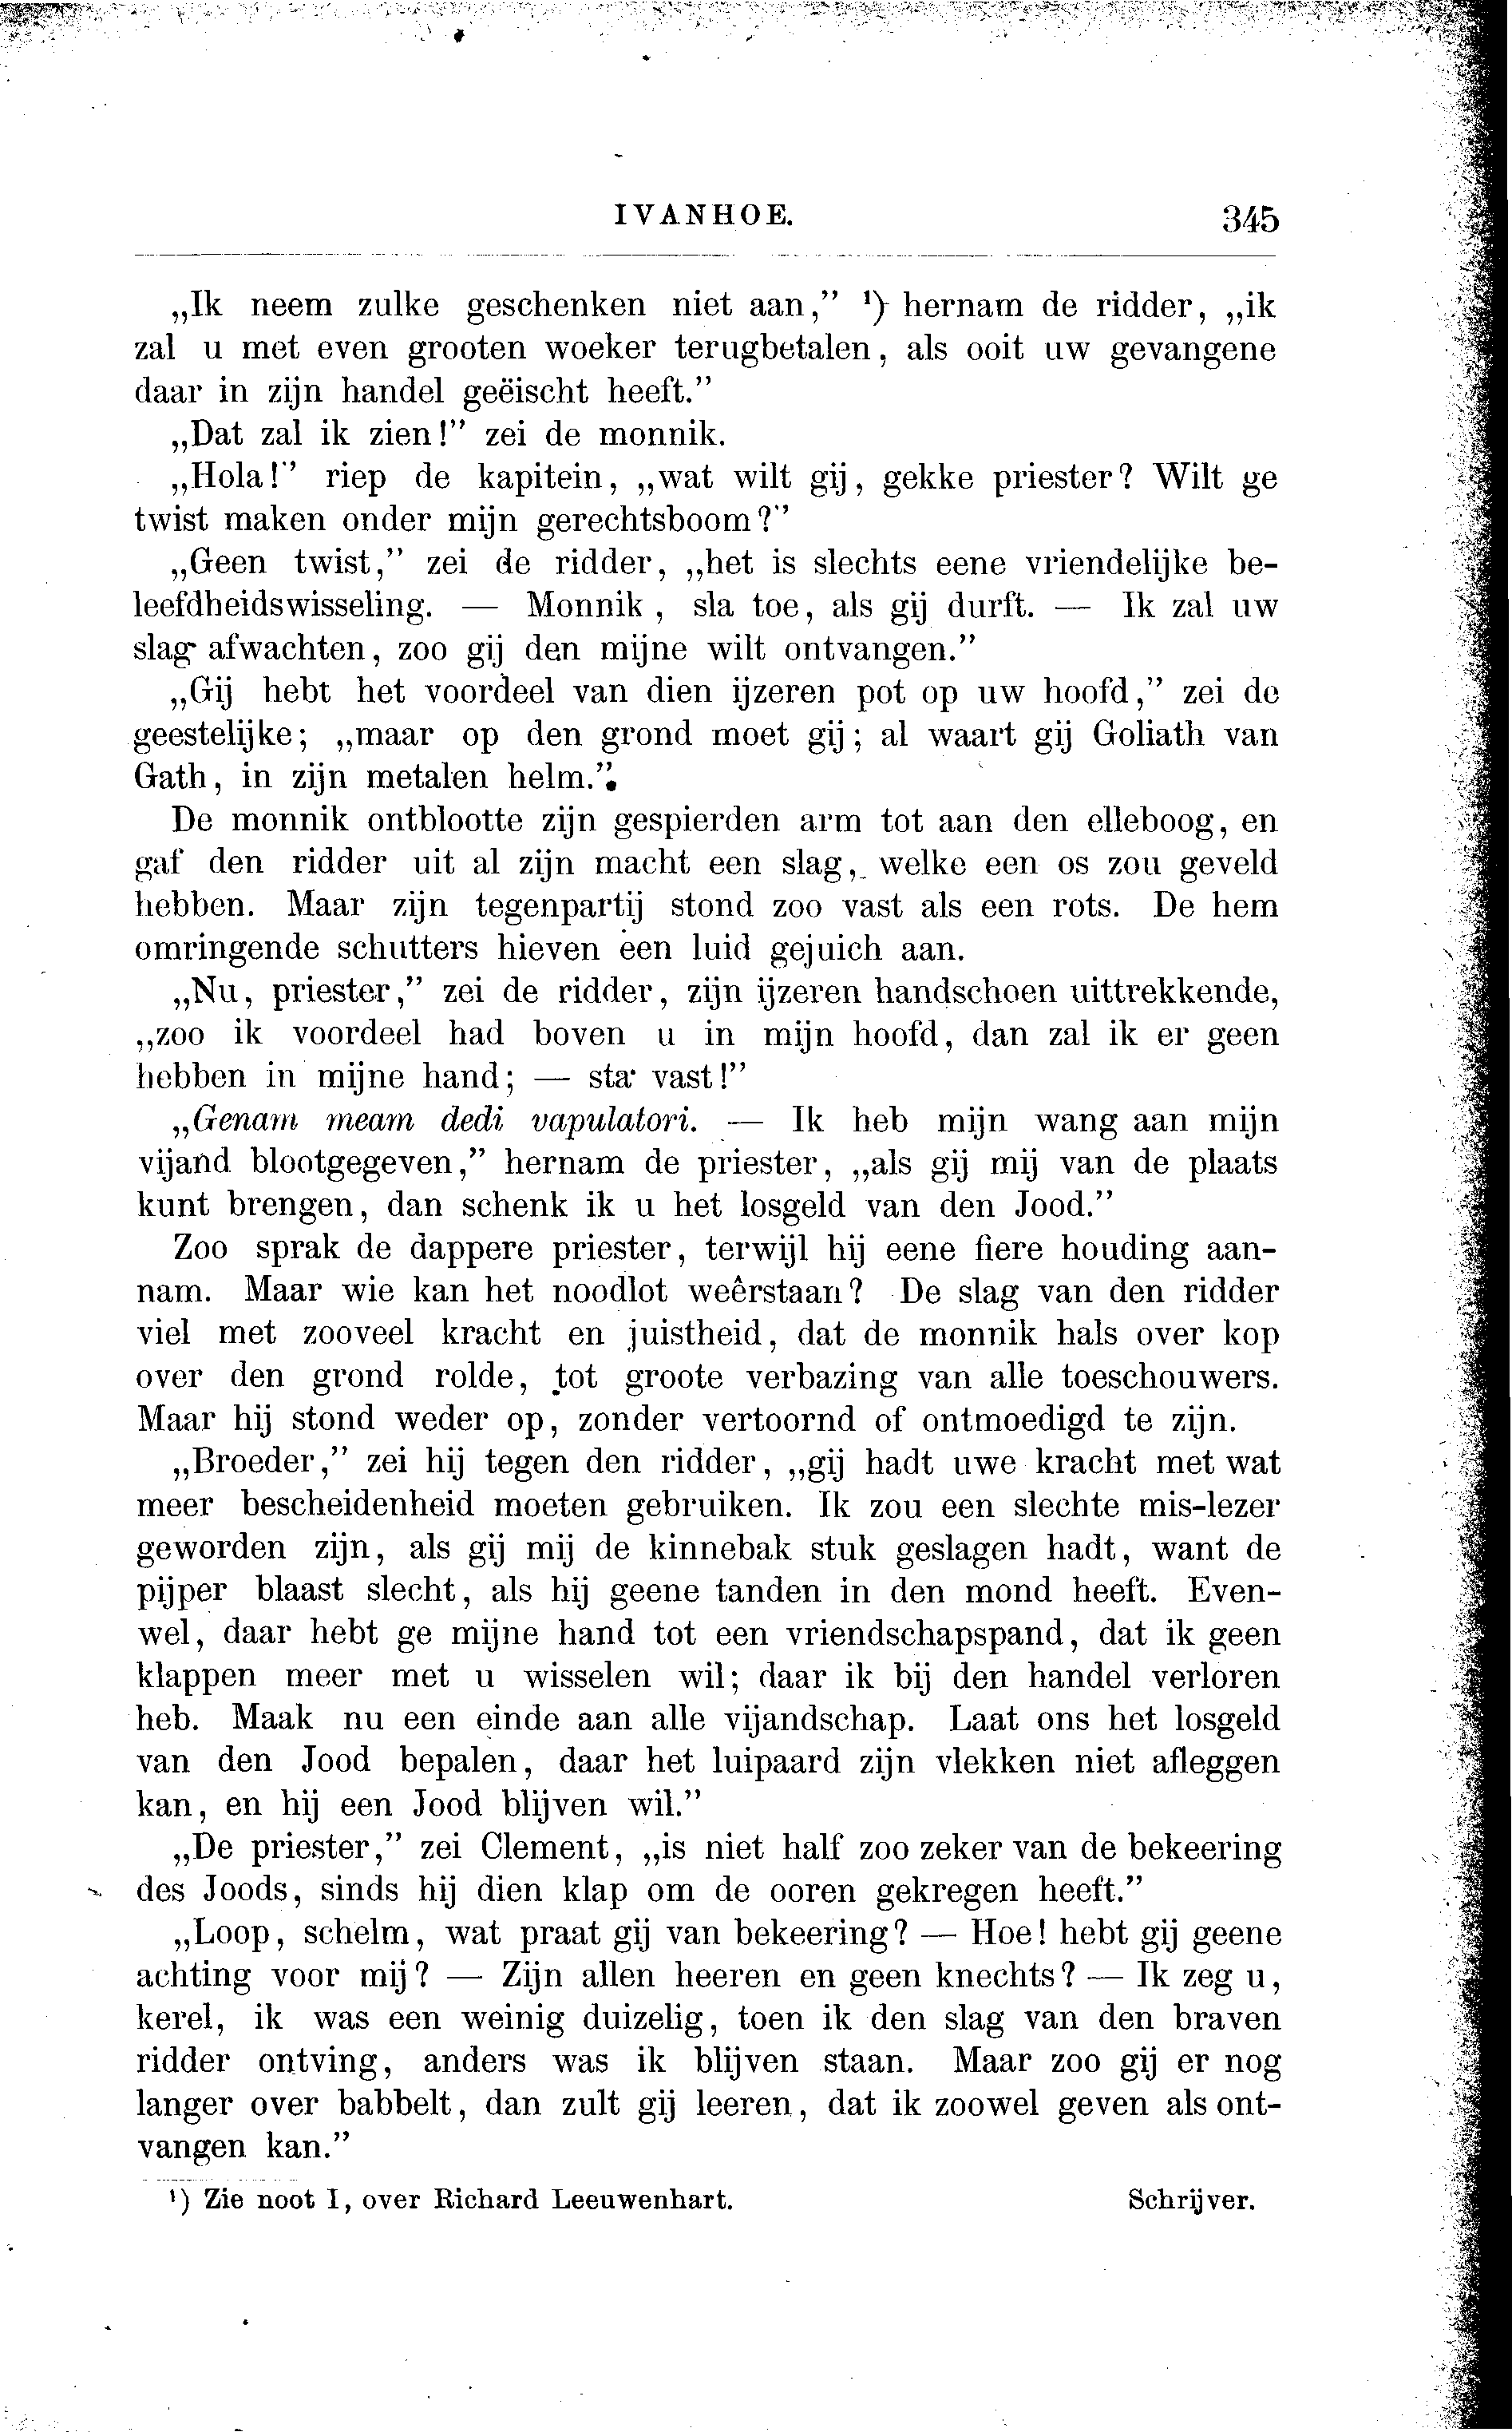 IVANHOE. 345
„Ik neem zulke geschenken niet aan,” ¹) hernam de ridder, „ik
zal u met even grooten woeker terugbetalen, als ooit uw gevangene
daar in zijn handel geëischt heeft.”
„Dat zal ik zien!” zei de monnik.
„Hola!” riep de kapitein, „wat wilt gij, gekke priester? Wilt ge
twist maken onder mijn gerechtsboom?”
„Geen twist,” zei de ridder, „het is slechts eene vriendelijke be-
leefdheidswisseling. — Monnik, sla toe, als gij durft. — Ik zal uw
slag afwachten, zoo gij den mijne wilt ontvangen.”
„Gij hebt het voordeel van dien ijzeren pot op uw hoofd,” zei de
geestelijke; „maar op den grond moet gij; al waart gij Goliath van
Gath, in zijn metalen helm.”
De monnik ontblootte zijn gespierden arm tot aan den elleboog, en
gaf den ridder uit al zijn macht een slag, welke een os zou geveld
hebben. Maar zijn tegenpartij stond zoo vast als een rots. De hem
omringende schutters hieven een luid gejuich aan.
„Nu, priester,” zei de ridder, zijn ijzeren handschoen uittrekkende,
„zoo ik voordeel had boven u in mijn hoofd, dan zal ik er geen
hebben in mijne hand; — sta vast!”
„Genam meam dedi vapulatori. — Ik heb mijn wang aan mijn
vijand blootgegeven,” hernam de priester, „als gij mij van de plaats
kunt brengen, dan schenk ik u het losgeld van den Jood.”
Zoo sprak de dappere priester, terwijl hij eene fiere houding aan-
nam. Maar wie kan het noodlot weêrstaan? De slag van den ridder
viel met zooveel kracht en juistheid, dat de monnik hals over kop
over den grond rolde, tot groote verbazing van alle toeschouwers.
Maar hij stond weder op, zonder vertoornd of ontmoedigd te zijn.
„Broeder,” zei hij tegen den ridder, „gij hadt uwe kracht met wat
meer bescheidenheid moeten gebruiken. Ik zou een slechte mis-lezer
geworden zijn, als gij mij de kinnebak stuk geslagen hadt, want de
pijper blaast slecht, als hij geene tanden in den mond heeft. Even-
wel, daar hebt ge mijne hand tot een vriendschapspand, dat ik geen
klappen meer met u wisselen wil; daar ik bij den handel verloren
heb. Maak nu een einde aan alle vijandschap. Laat ons het losgeld
van den Jood bepalen, daar het luipaard zijn vlekken niet afleggen
kan, en hij een Jood blijven wil.”
„De priester,” zei Clement, „is niet half zoo zeker van de bekeering
des Joods, sinds hij dien klap om de ooren gekregen heeft.”
„Loop, schelm, wat praat gij van bekeering? — Hoe! hebt gij geene
achting voor mij? — Zijn allen heeren en geen knechts? — Ik zeg u,
kerel, ik was een weinig duizelig, toen ik den slag van den braven
ridder ontving, anders was ik blijven staan. Maar zoo gij er nog
langer over babbelt, dan zult gij leeren, dat ik zoowel geven als ont-
vangen kan.”
¹) Zie noot I, over Richard Leeuwenhart. Schrijver.